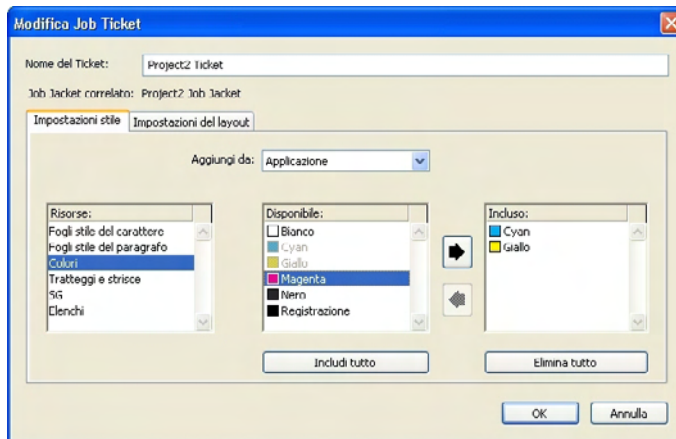 Modifica Job Ticket
Nome del Ticket: Project2 Ticket
Job Jacket correlato: Project2 Job Jacket
Impostazioni stile Impostazioni del layout
Aggiungi da: Applicazione
Risorse:
Fogli stile del carattere
Fogli stile del paragrafo
Colori
Tratteggi e strisce
SG
Elenchi
Disponibile:
Bianco
Cyan
Giallo
Magenta
Nero
Registrazione
Includi tutto
Incluso:
Cyan
Giallo
Elimina tutto
OK Annulla